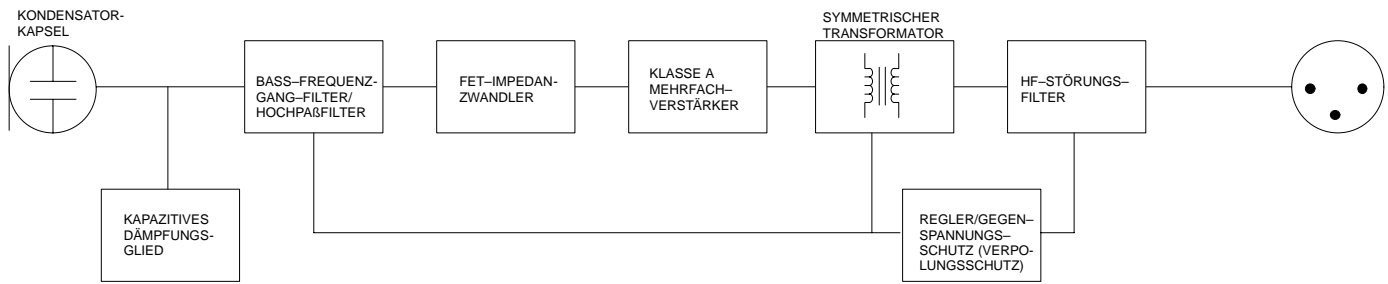 KONDENSATOR-
KAPSEL
BASS–FREQUENZ-
GANG–FILTER/
HOCHPAßFILTER
FET–IMPEDAN-
ZWANDLER
KLASSE A
MEHRFACH–
VERSTÄRKER
SYMMETRISCHER
TRANSFORMATOR
HF–STÖRUNGS–
FILTER
KAPAZITIVES
DÄMPFUNGS-
GLIED
REGLER/GEGEN–
SPANNUNGS–
SCHUTZ (VERPO-
LUNGSSCHUTZ)